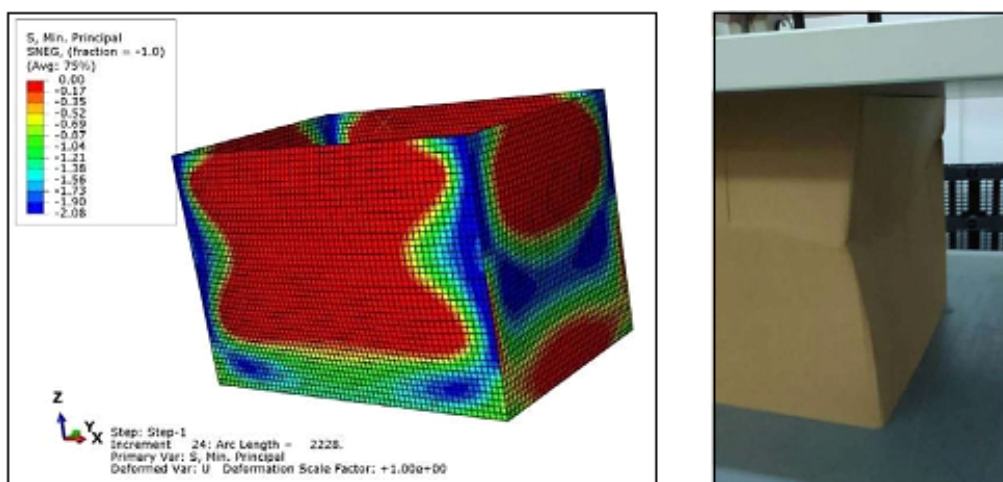 S, Min. Principal
SNEG, (fraction = -1.0)
(Avg: 75%)
0.00
-0.17
-0.35
-0.52
-0.69
-0.87
-1.04
-1.21
-1.38
-1.56
-1.73
-1.90
-2.08
Z
Y
X
Step: Step-1
Increment 24: Arc Length = 2228.
Primary Var: S, Min. Principal
Deformed Var: U Deformation Scale Factor: +1.00e+00